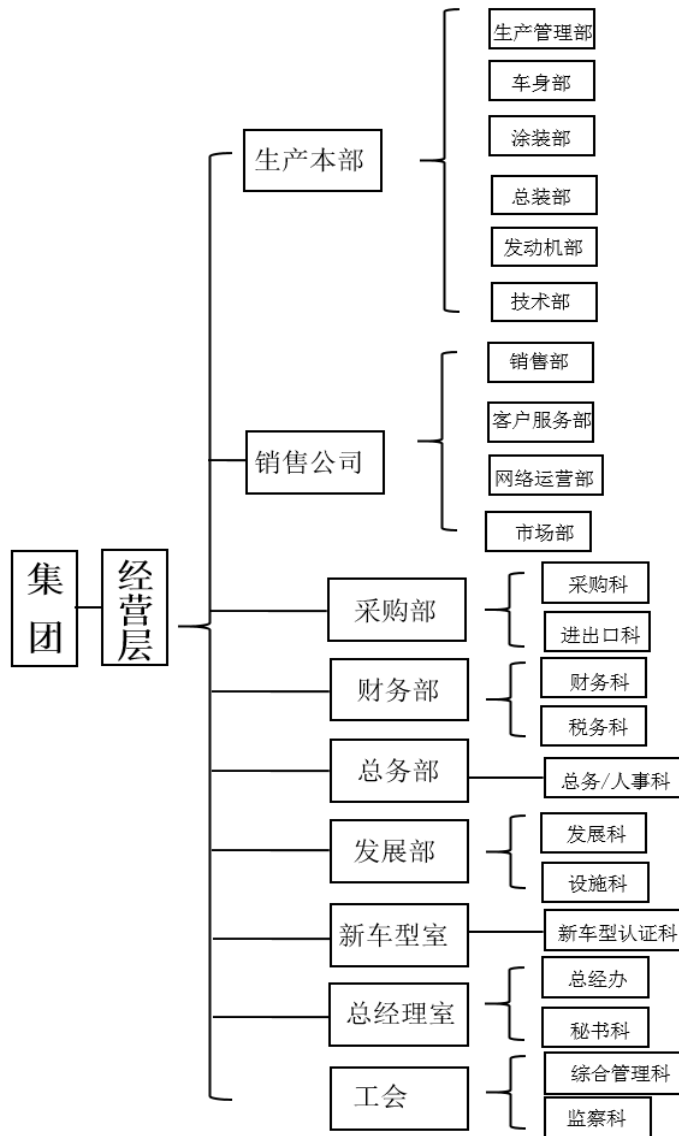 集团
经营层
生产本部
生产管理部
车身部
涂装部
总装部
发动机部
技术部
销售公司
销售部
客户服务部
网络运营部
市场部
采购部
采购科
进出口科
财务部
财务科
税务科
总务部
总务/人事科
发展部
发展科
设施科
新车型室
新车型认证科
总经理室
总经办
秘书科
工会
综合管理科
监察科